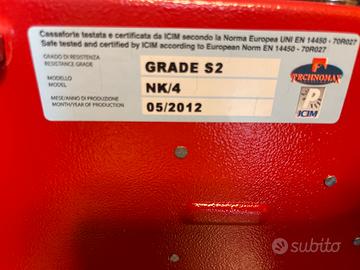 Cassaforte testata e certificata da ICIM secondo la Norma Europea UNI EN 14450 - 70R027
Safe tested and certified by ICIM according to European Norm EN 14450 - 70R027
GRADO DI RESISTENZA
RESISTANCE GRADE
GRADE S2
MODELLO
MODEL
NK/4
MESE/ANNO DI PRODUZIONE
MONTH/YEAR OF PRODUCTION
05/2012
TECHNOMAX
ICIM
subito